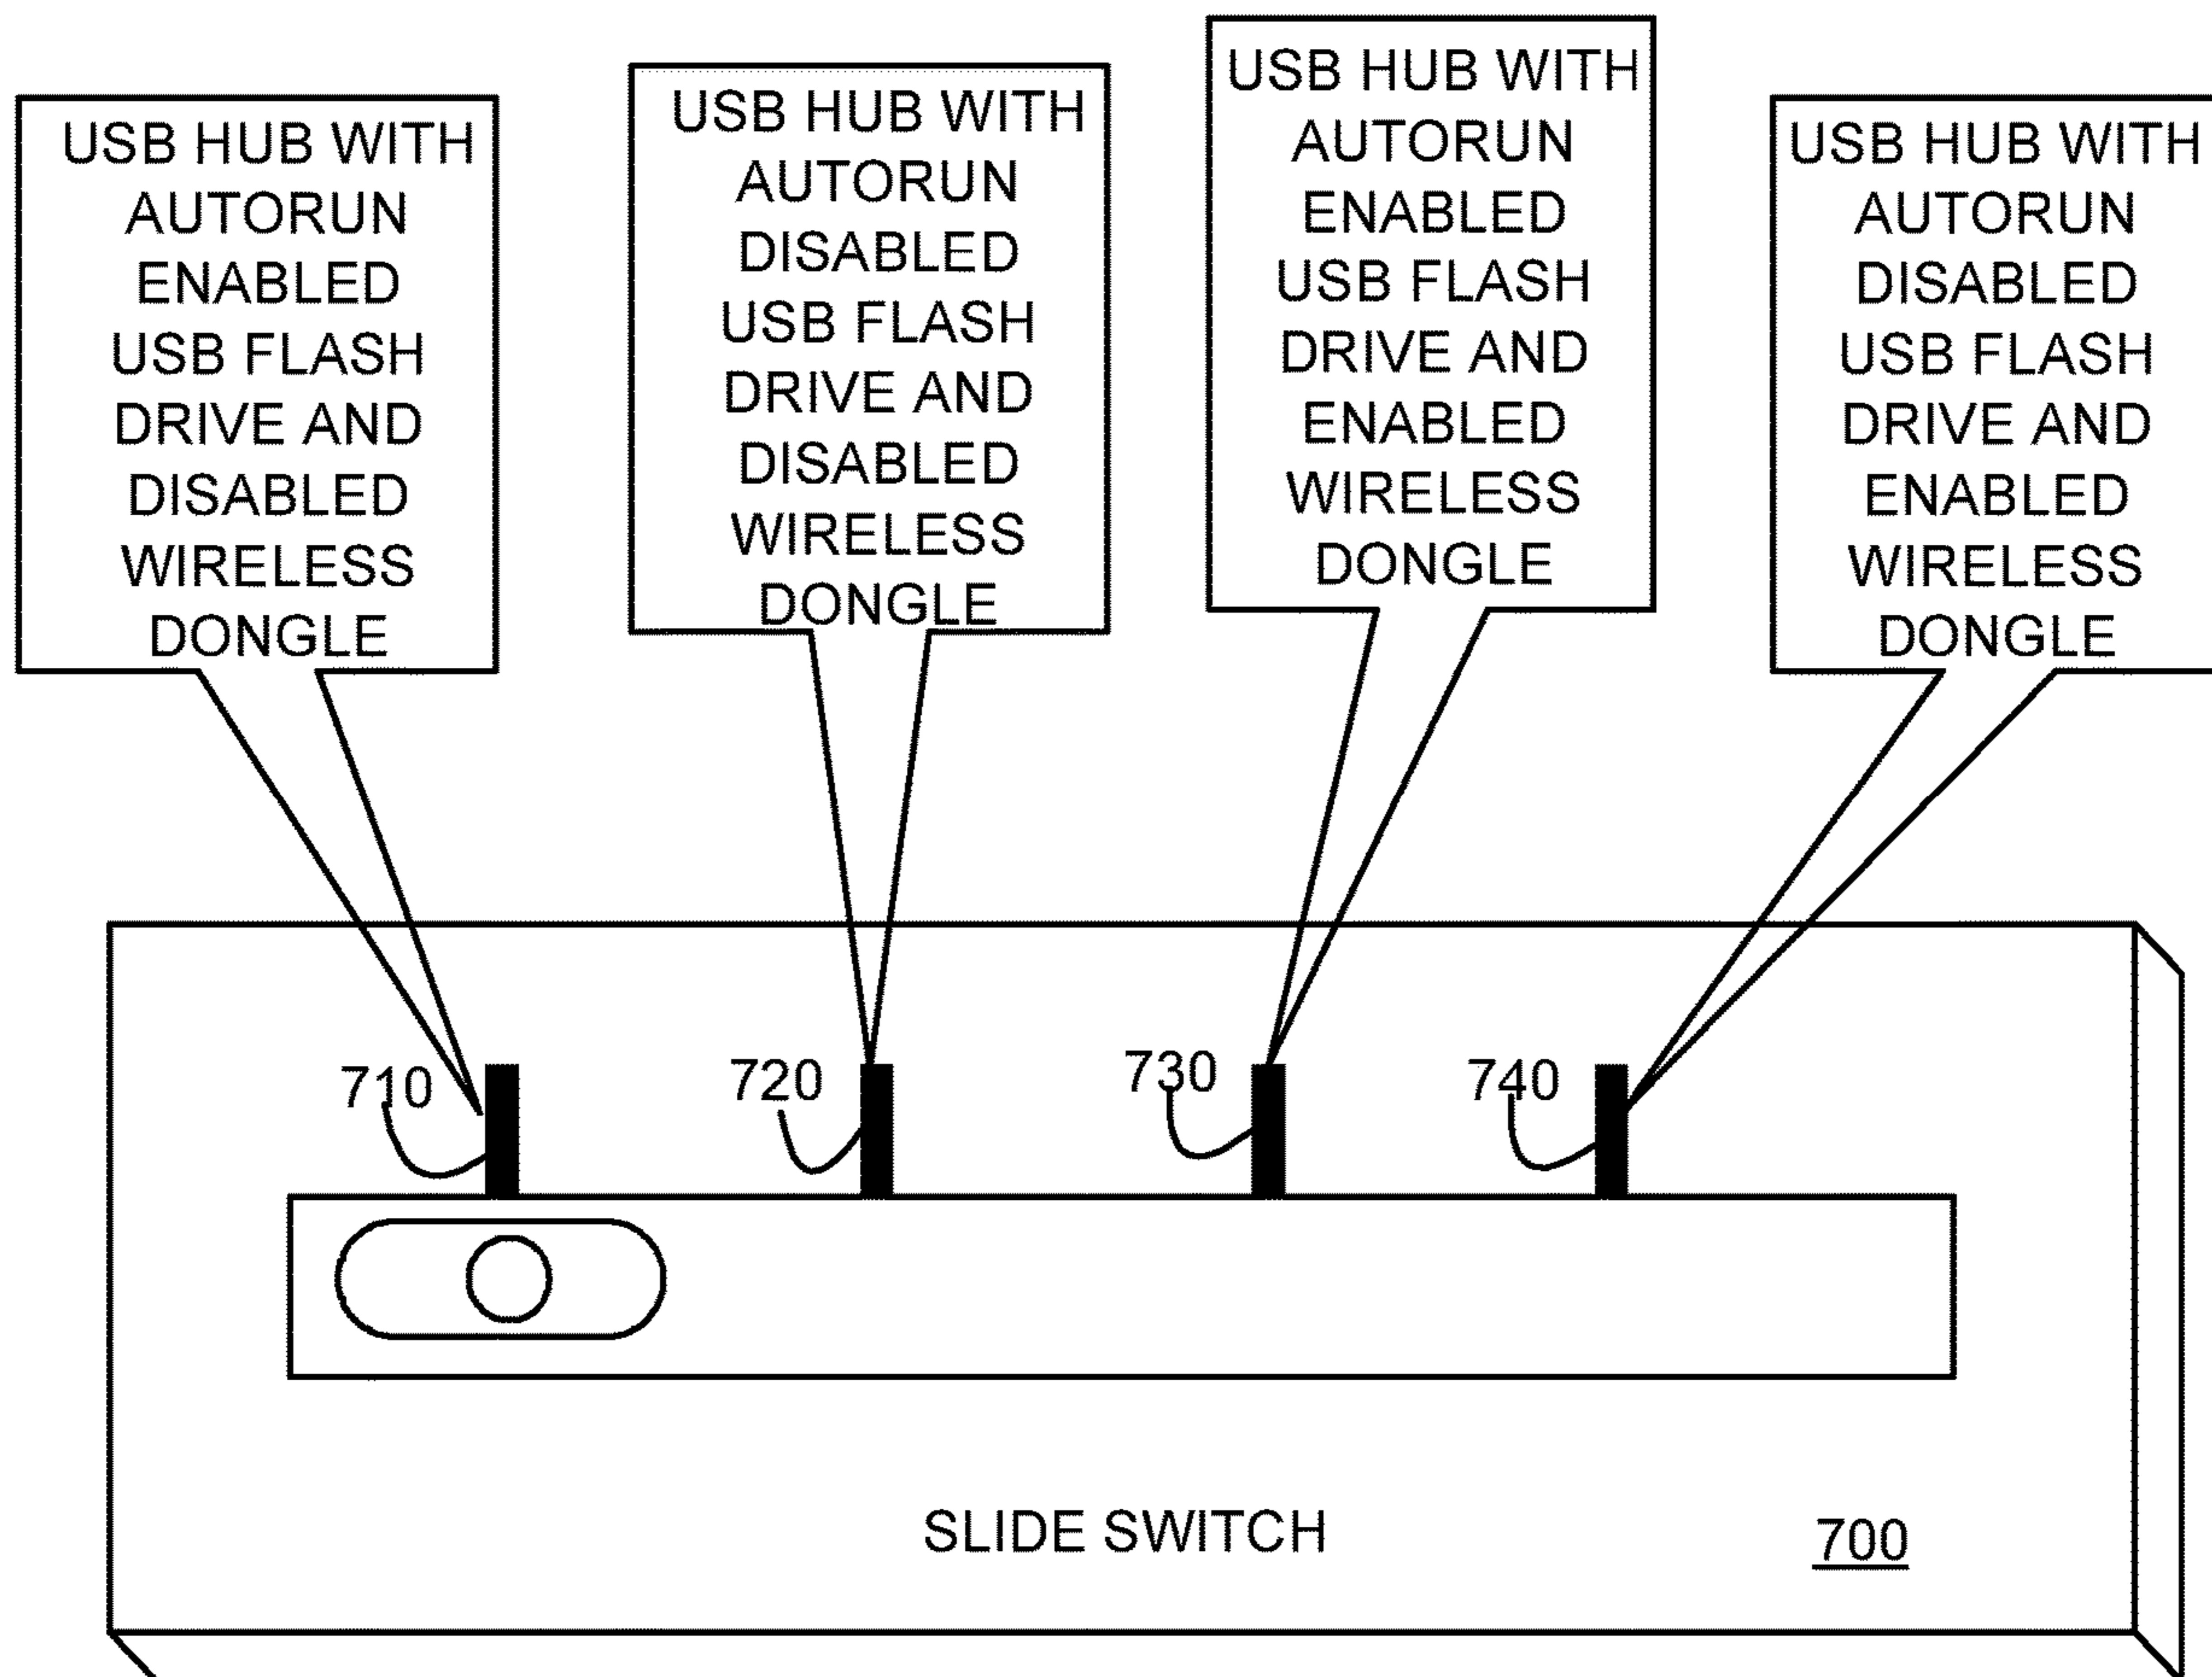 USB HUB WITH
AUTORUN
ENABLED
USB FLASH
DRIVE AND
DISABLED
WIRELESS
DONGLE
USB HUB WITH
AUTORUN
DISABLED
USB FLASH
DRIVE AND
DISABLED
WIRELESS
DONGLE
USB HUB WITH
AUTORUN
ENABLED
USB FLASH
DRIVE AND
ENABLED
WIRELESS
DONGLE
USB HUB WITH
AUTORUN
DISABLED
USB FLASH
DRIVE AND
ENABLED
WIRELESS
DONGLE
710
720
730
740
SLIDE SWITCH
700